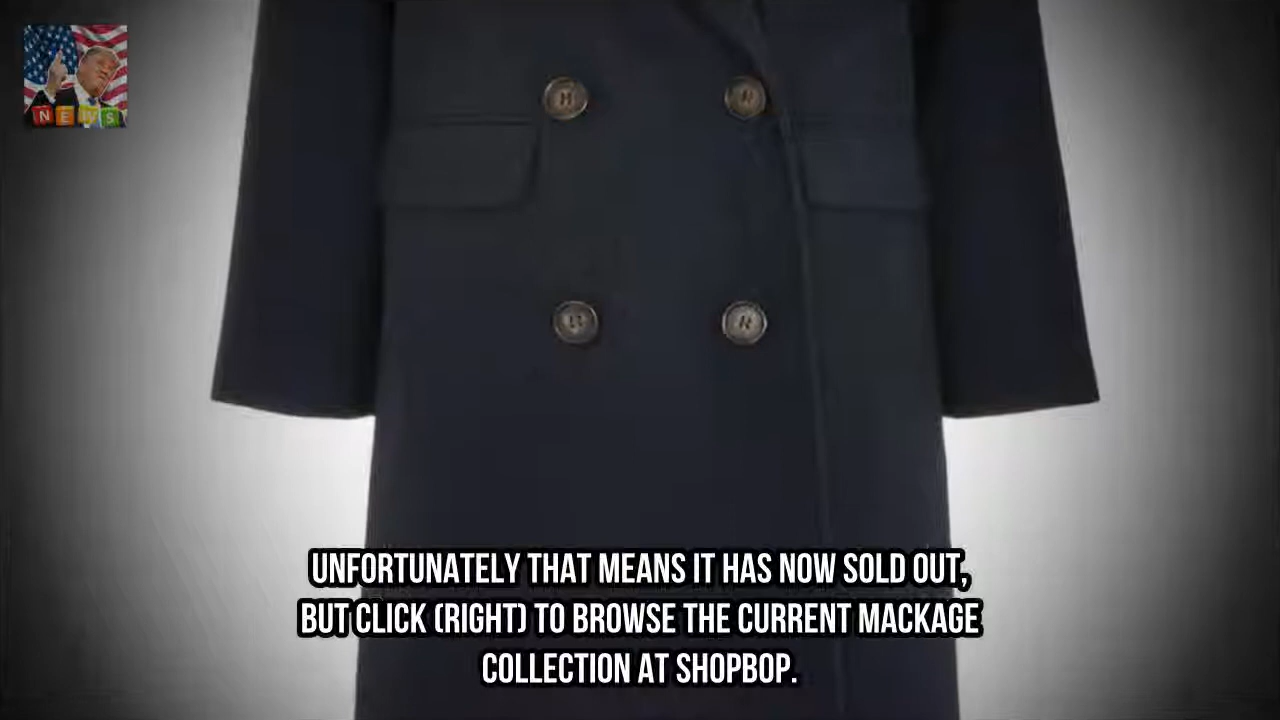 NEWS
UNFORTUNATELY THAT MEANS IT HAS NOW SOLD OUT,
BUT CLICK (RIGHT) TO BROWSE THE CURRENT MACKAGE
COLLECTION AT SHOPBOP.